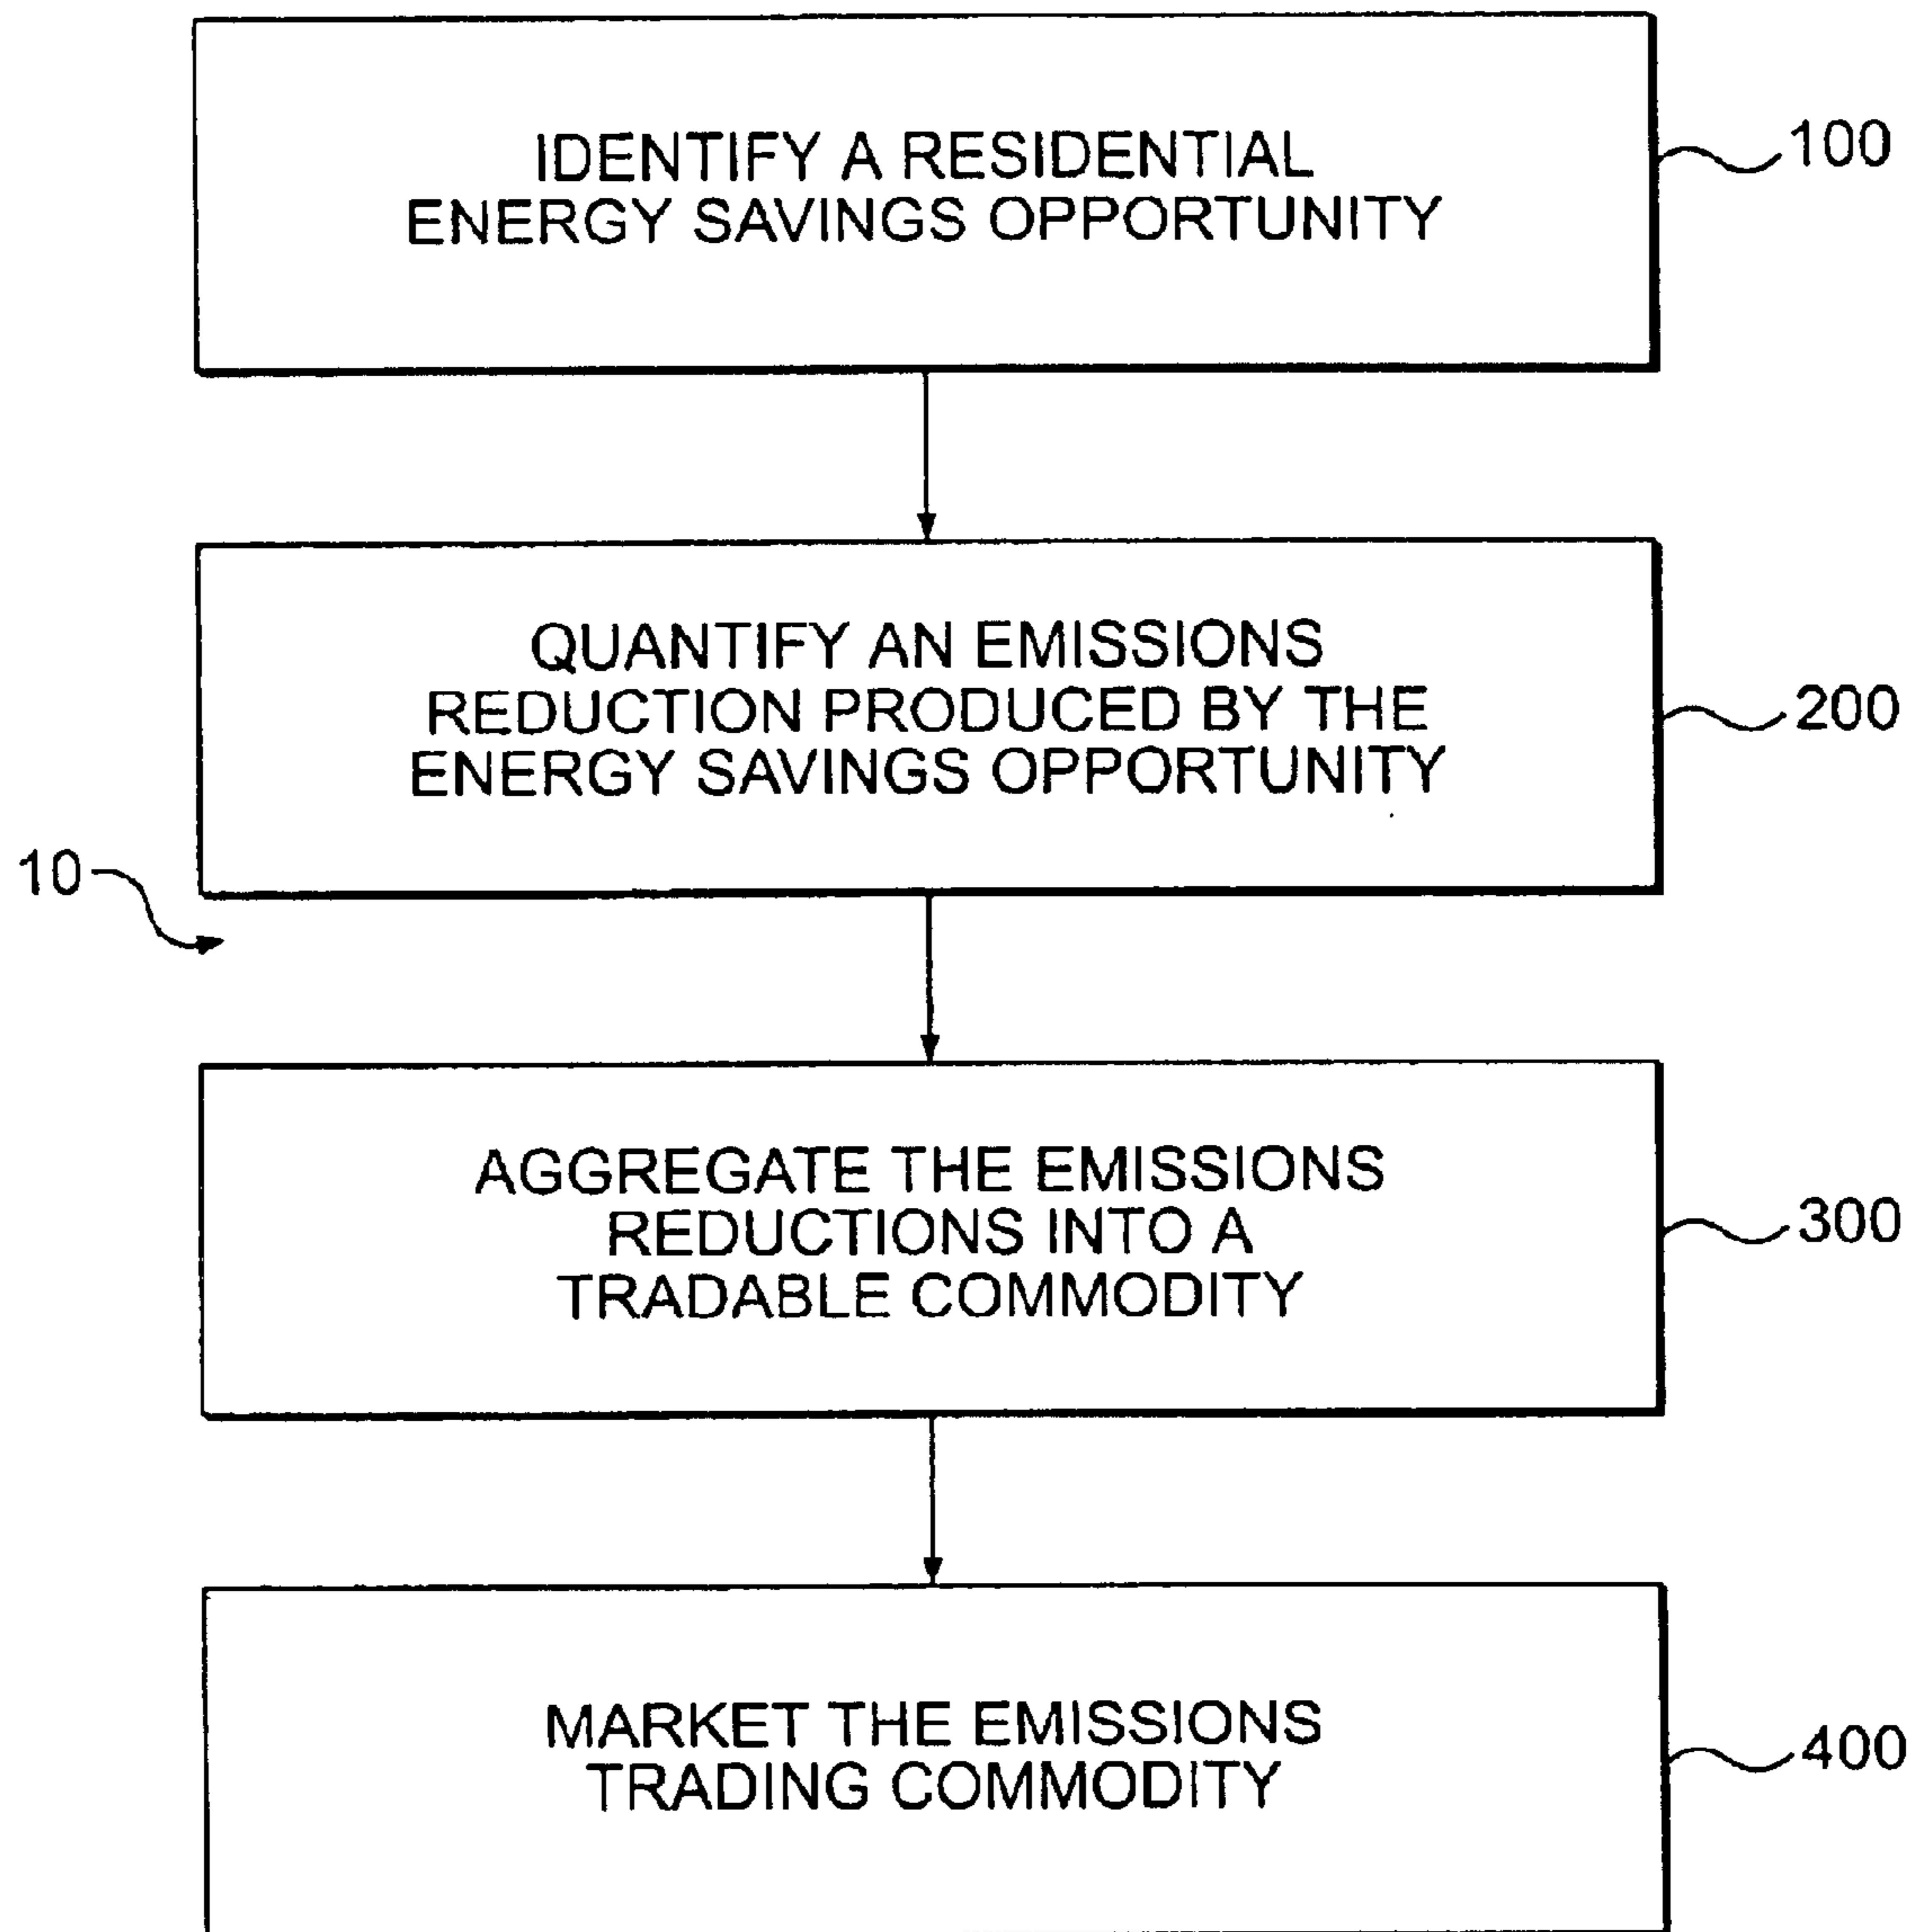 IDENTIFY A RESIDENTIAL
ENERGY SAVINGS OPPORTUNITY
100
QUANTIFY AN EMISSIONS
REDUCTION PRODUCED BY THE
ENERGY SAVINGS OPPORTUNITY
200
10
AGGREGATE THE EMISSIONS
REDUCTIONS INTO A
TRADABLE COMMODITY
300
MARKET THE EMISSIONS
TRADING COMMODITY
400